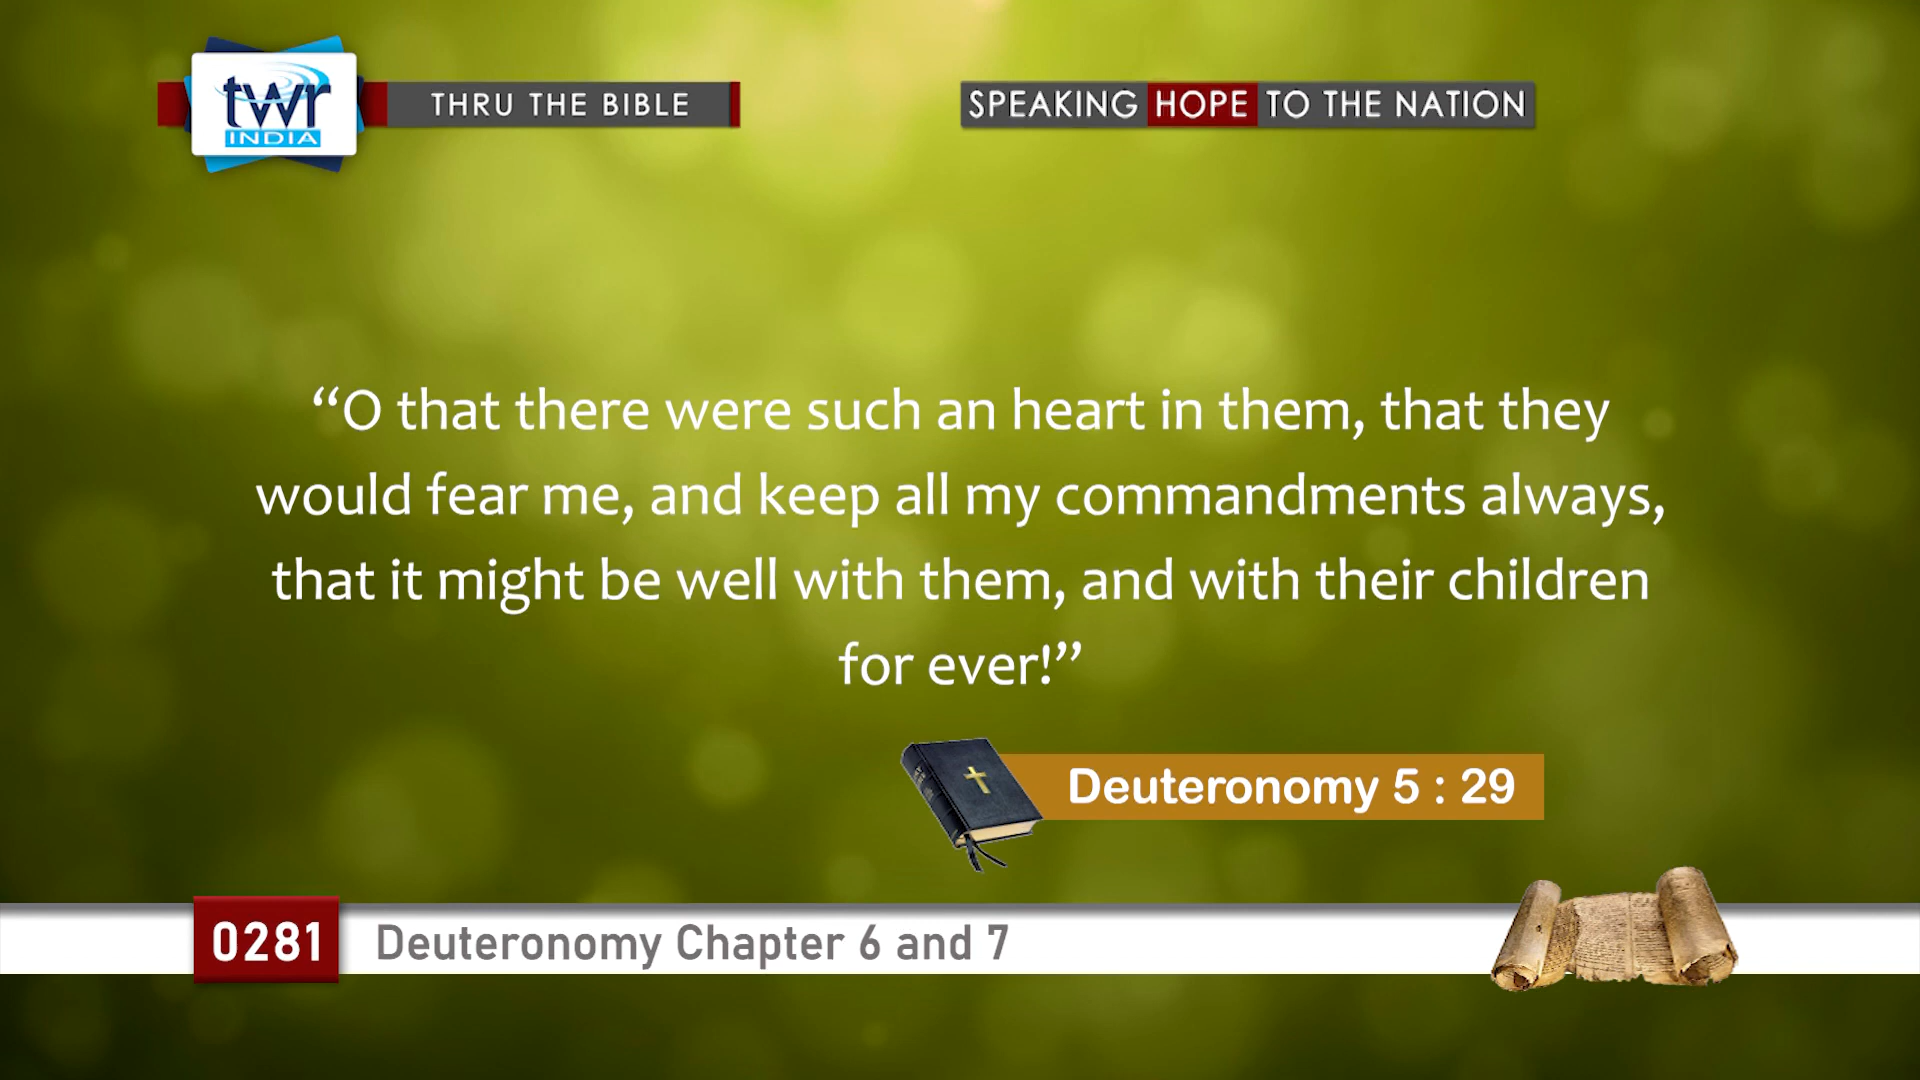 twr
INDIA
THRU THE BIBLE
SPEAKING HOPE TO THE NATION
“O that there were such an heart in them, that they
would fear me, and keep all my commandments always,
that it might be well with them, and with their children
for ever!”
Deuteronomy 5 : 29
0281 Deuteronomy Chapter 6 and 7